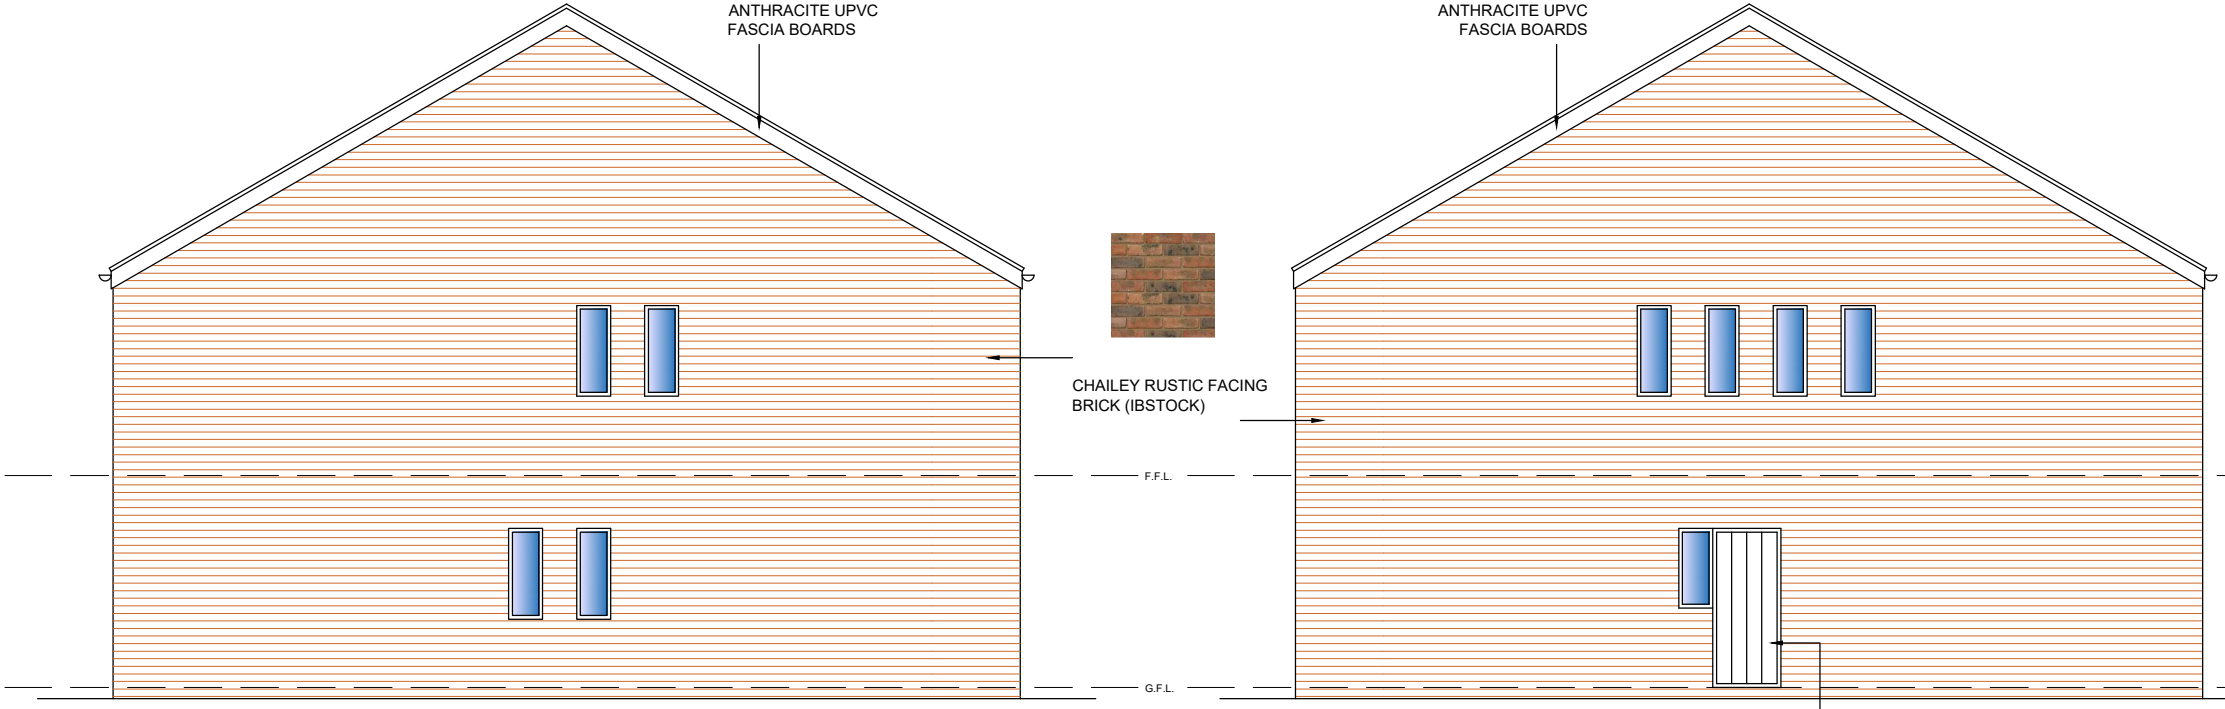 ANTHRACITE UPVC
FASCIA BOARDS
ANTHRACITE UPVC
FASCIA BOARDS
CHAILEY RUSTIC FACING
BRICK (IBSTOCK)
F.F.L.
G.F.L.